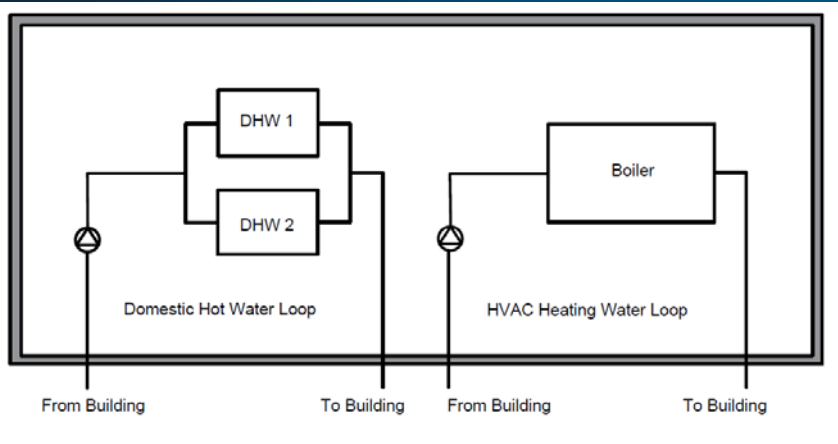 DHW 1
DHW 2
Boiler
Domestic Hot Water Loop
HVAC Heating Water Loop
From Building
To Building
From Building
To Building